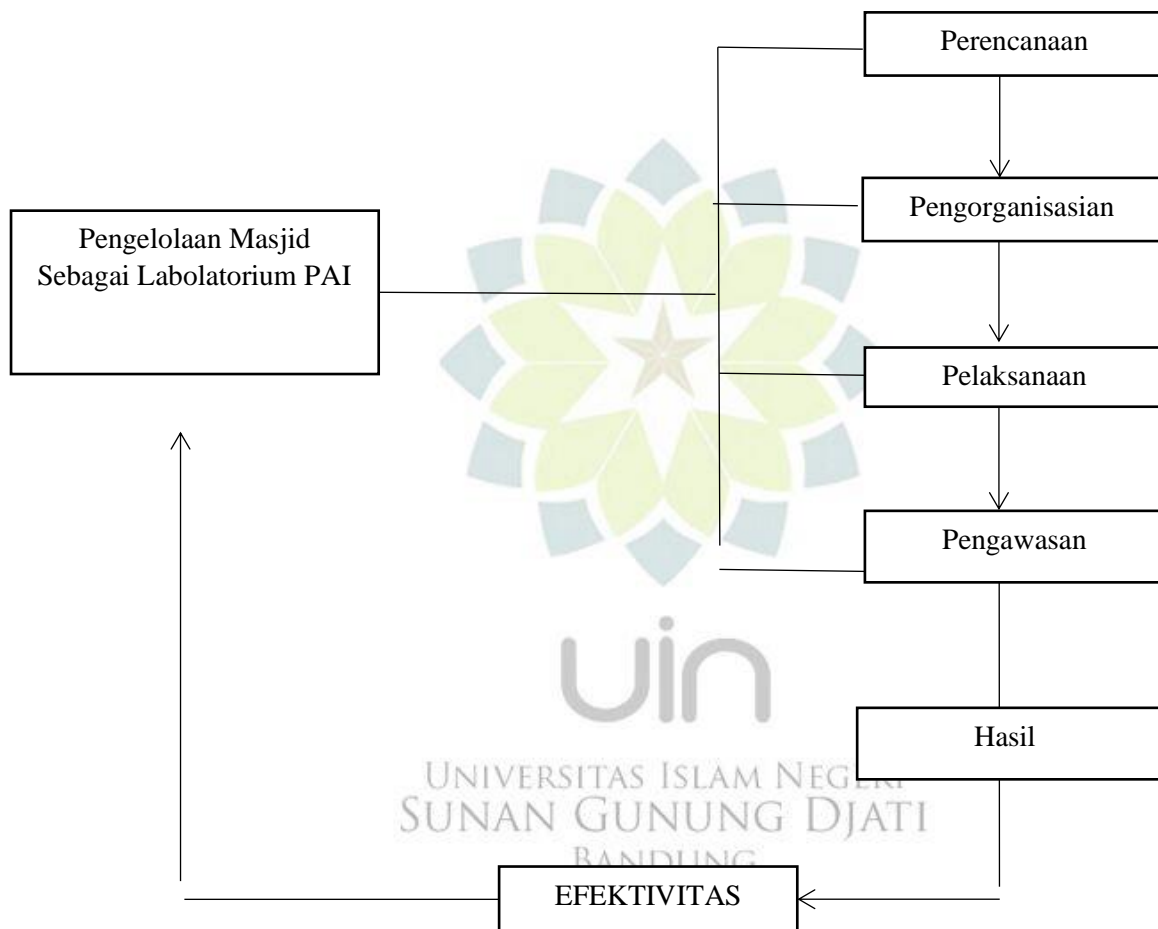 Perencanaan
Pengorganisasian
Pengelolaan Masjid
Sebagai Labolatorium PAI
Pelaksanaan
Pengawasan
uin
Hasil
UNIVERSITAS ISLAM NEGERI
SUNAN GUNUNG DJATI
BANDUNG
EFEKTIVITAS